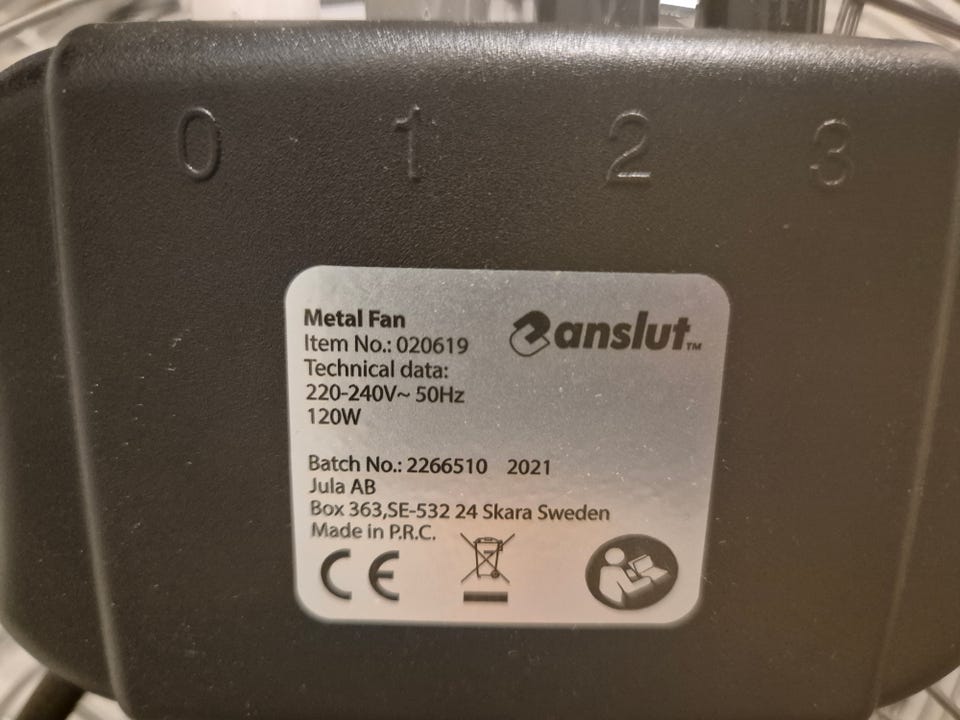 0 1 2 3
Metal Fan
anslut™
Item No.: 020619
Technical data:
220-240V~ 50Hz
120W
Batch No.: 2266510 2021
Jula AB
Box 363,SE-532 24 Skara Sweden
Made in P.R.C.
CE